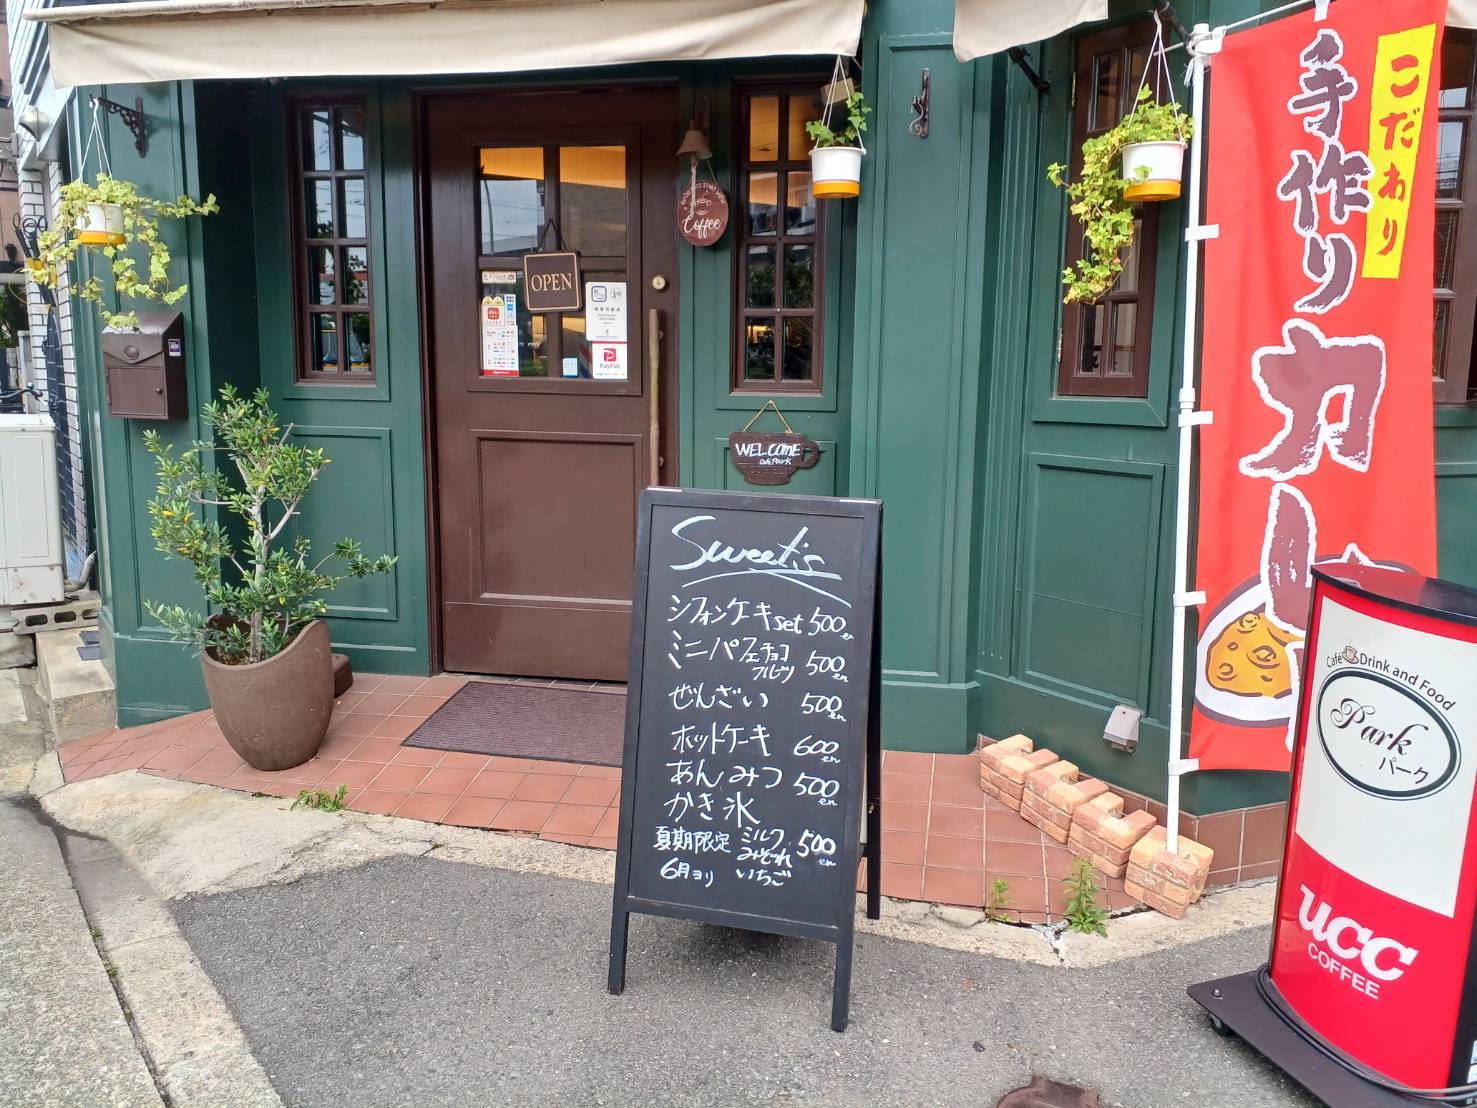 OPEN
PayPay
Coffee
WELCOME
cafe park
Sweet's
シフォンケーキset 500en
ミニパフェチョコ
フルーツ 500en
ぜんざい 500en
ホットケーキ 600en
あんみつ 500en
かき氷
夏期限定 ミルク 500en
みぞれ
6月ヨリ いちご
こだわり
手作りカレー
Café Drink and Food
Park
パーク
UCC
COFFEE